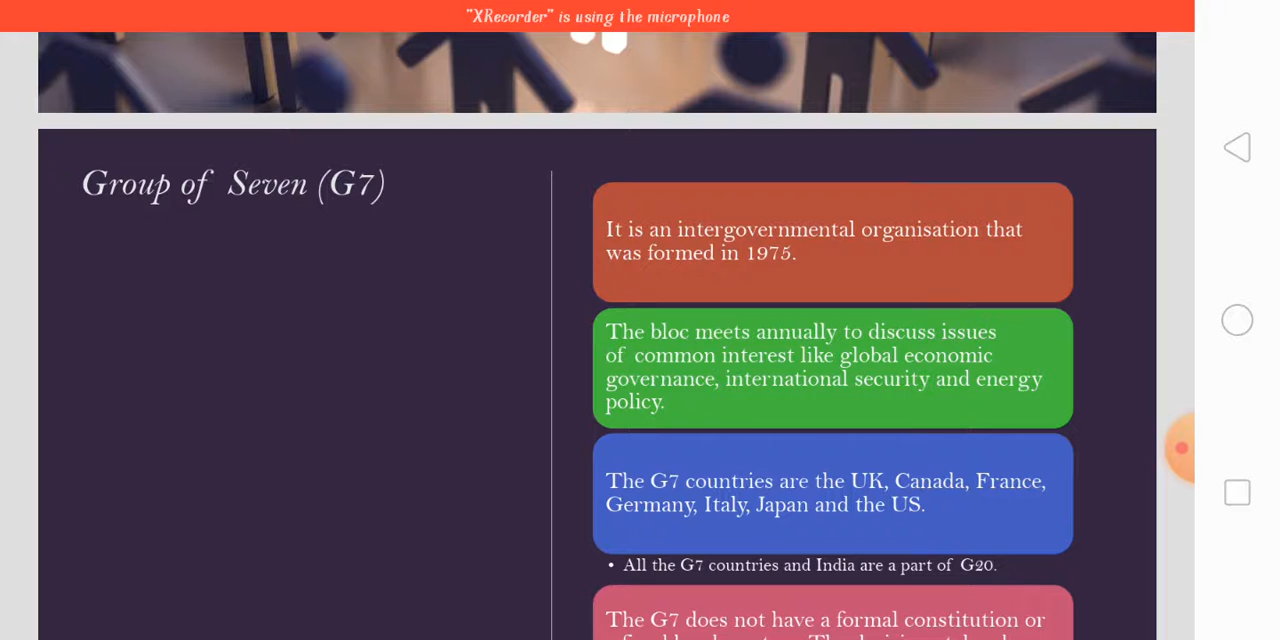 "XRecorder" is using the microphone
Group of Seven (G7)
It is an intergovernmental organisation that
was formed in 1975.
The bloc meets annually to discuss issues
of common interest like global economic
governance, international security and energy
policy.
The G7 countries are the UK, Canada, France,
Germany, Italy, Japan and the US.
• All the G7 countries and India are a part of G20.
The G7 does not have a formal constitution or